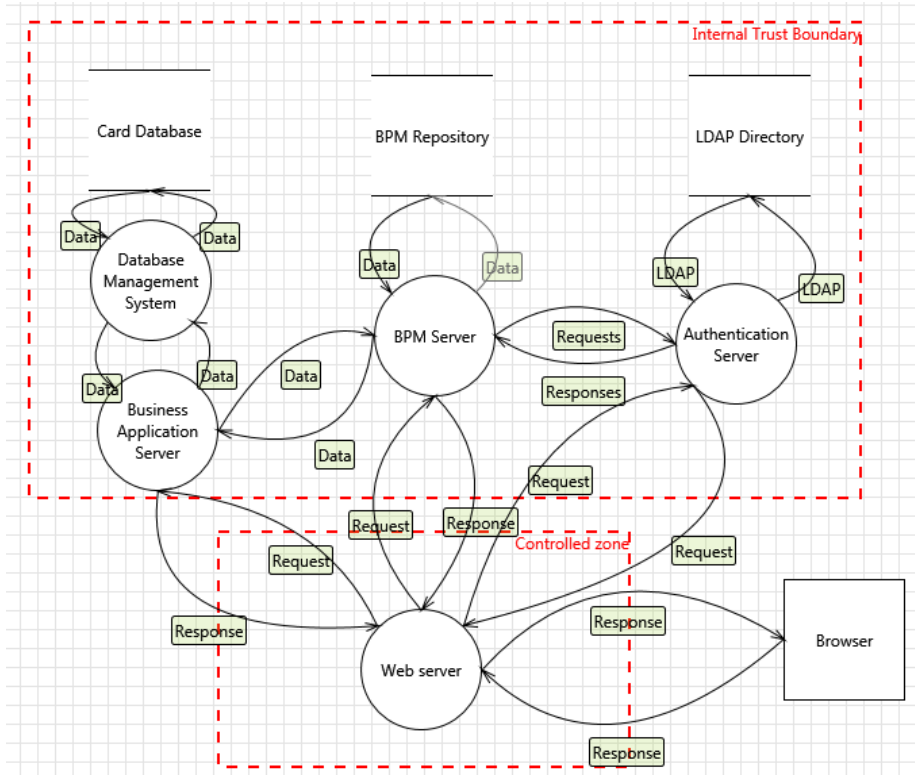 Internal Trust Boundary
Card Database
BPM Repository
LDAP Directory
Data
Data
Data
Data
LDAP
LDAP
Database
Management
System
BPM Server
Requests
Authentication
Server
Data
Data
Data
Responses
Business
Application
Server
Data
Request
Request
Response
Controlled zone
Request
Request
Response
Response
Browser
Web server
Response